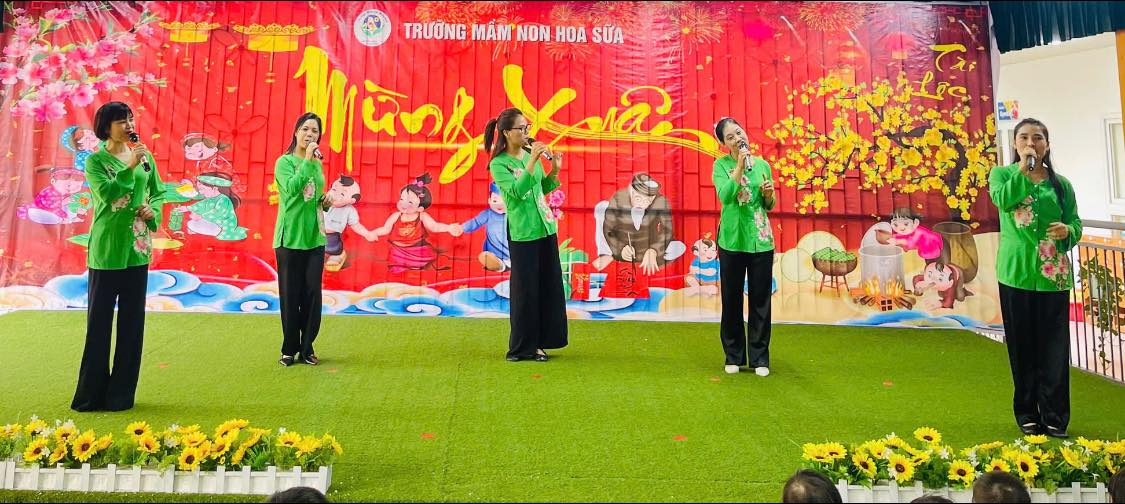 TRƯỜNG MẦM NON HOA SỮA
Mừng Xuân
Tài
Lộc